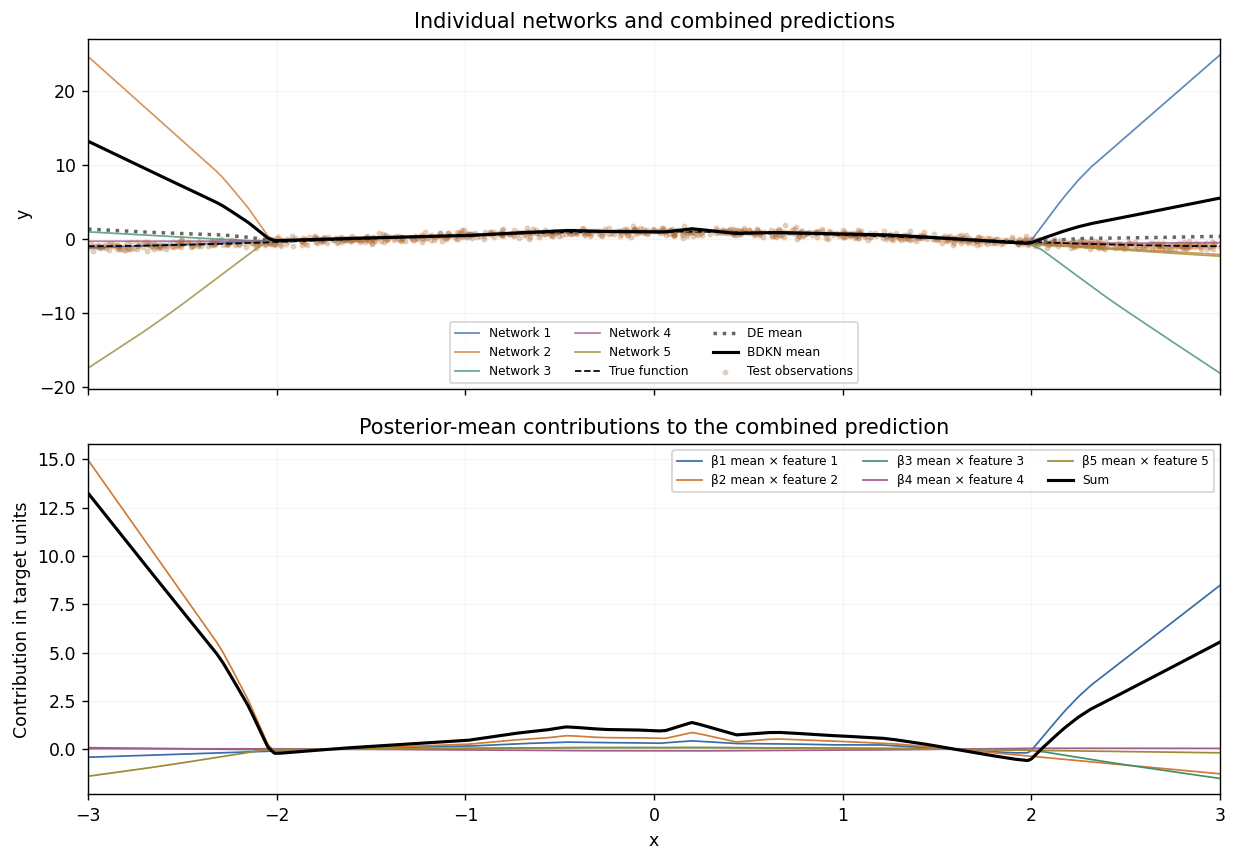 Individual networks and combined predictions
20
10
0
−10
−20
y
Network 1 Network 4 DE mean
Network 2 Network 5 BDKN mean
Network 3 True function Test observations
Posterior-mean contributions to the combined prediction
15.0
12.5
10.0
7.5
5.0
2.5
0.0
Contribution in target units
β1 mean × feature 1 β3 mean × feature 3 β5 mean × feature 5
β2 mean × feature 2 β4 mean × feature 4 Sum
−3 −2 −1 0 1 2 3
x